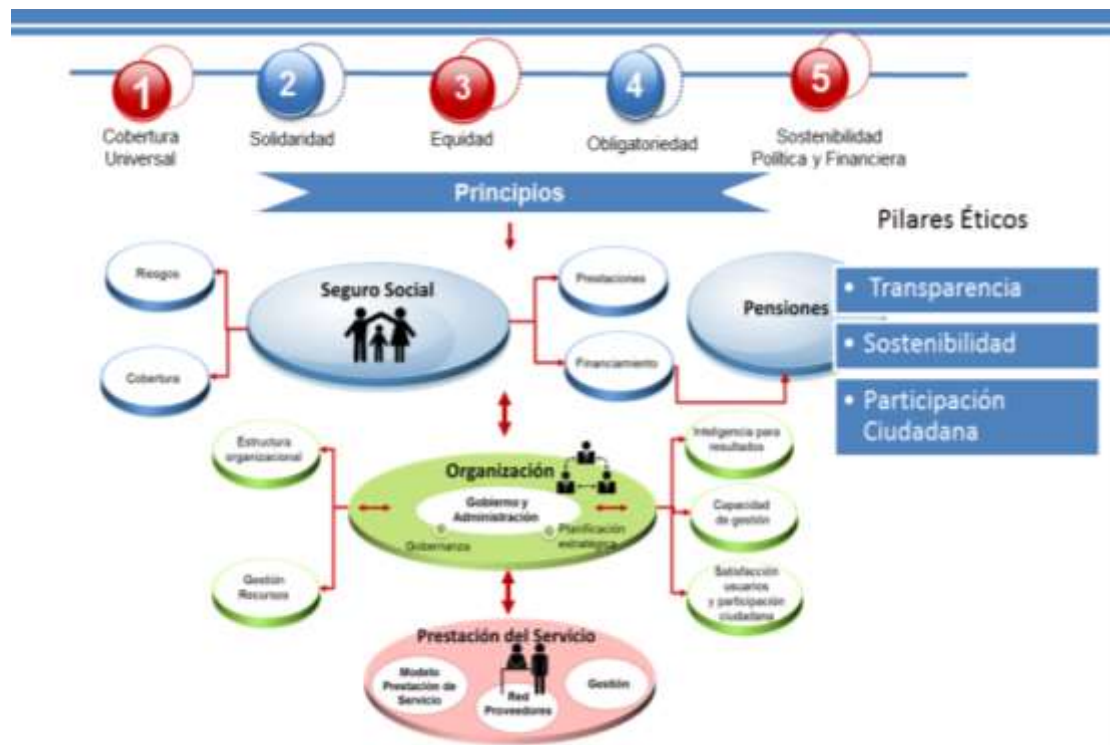 1
2
3
4
5
Cobertura
Universal
Solidaridad
Equidad
Obligatoriedad
Sostenibilidad
Política y Financiera
Principios
Pilares Éticos
• Transparencia
• Sostenibilidad
• Participación
Ciudadana
Riesgos
Cobertura
Seguro Social
Prestaciones
Financiamiento
Pensiones
Estructura
organizacional
Gestión
Recursos
Organización
Gobierno y
Administración
Gobernanza
Planificación
estratégica
Inteligencia para
resultados
Capacidad
de gestión
Satisfacción
usuarios
y participación
ciudadana
Prestación del Servicio
Modelo
Prestación de
Servicio
Red
Proveedores
Gestión